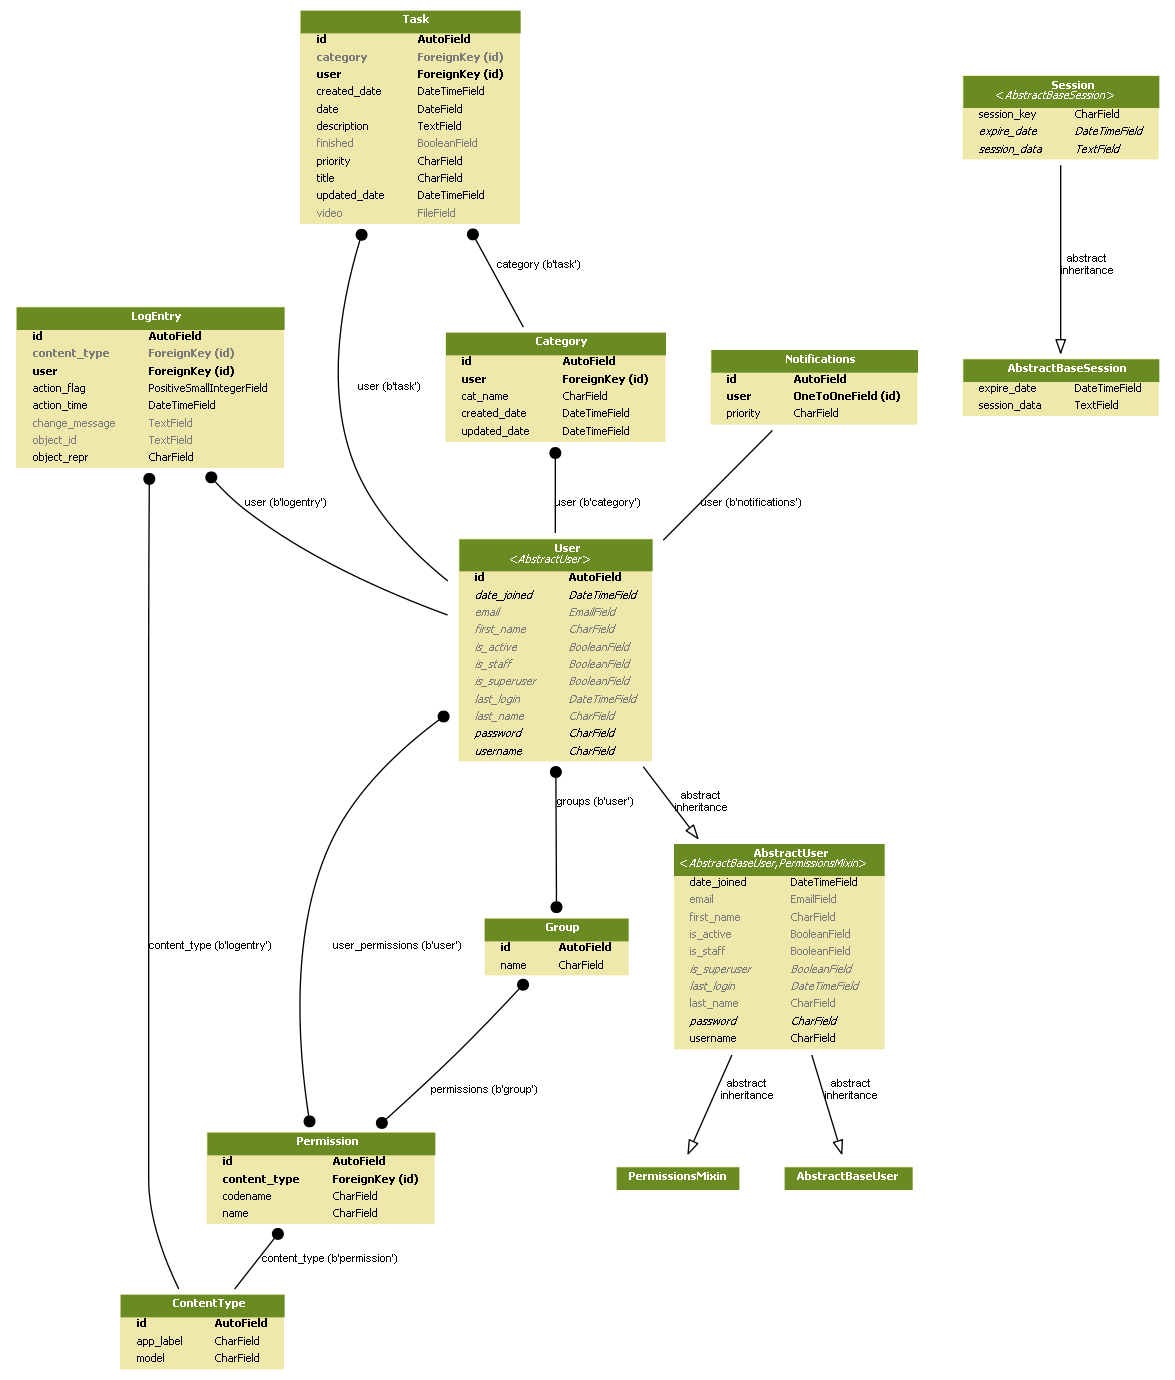 Task
id AutoField
category ForeignKey (id)
user ForeignKey (id)
created_date DateTimeField
date DateField
description TextField
finished BooleanField
priority CharField
title CharField
updated_date DateTimeField
video FileField
Session
<AbstractBaseSession>
session_key CharField
expire_date DateTimeField
session_data TextField
category (b'task')
abstract
inheritance
LogEntry
id AutoField
content_type ForeignKey (id)
user ForeignKey (id)
action_flag PositiveSmallIntegerField
action_time DateTimeField
change_message TextField
object_id TextField
object_repr CharField
user (b'task')
Category
id AutoField
user ForeignKey (id)
cat_name CharField
created_date DateTimeField
updated_date DateTimeField
Notifications
id AutoField
user OneToOneField (id)
priority CharField
AbstractBaseSession
expire_date DateTimeField
session_data TextField
user (b'logentry')
user (b'category')
user (b'notifications')
User
<AbstractUser>
id AutoField
date_joined DateTimeField
email EmailField
first_name CharField
is_active BooleanField
is_staff BooleanField
is_superuser BooleanField
last_login DateTimeField
last_name CharField
password CharField
username CharField
groups (b'user')
abstract
inheritance
AbstractUser
<AbstractBaseUser,PermissionsMixin>
date_joined DateTimeField
email EmailField
first_name CharField
is_active BooleanField
is_staff BooleanField
is_superuser BooleanField
last_login DateTimeField
last_name CharField
password CharField
username CharField
content_type (b'logentry')
user_permissions (b'user')
Group
id AutoField
name CharField
permissions (b'group')
abstract
inheritance
abstract
inheritance
Permission
id AutoField
content_type ForeignKey (id)
codename CharField
name CharField
PermissionsMixin
AbstractBaseUser
content_type (b'permission')
ContentType
id AutoField
app_label CharField
model CharField